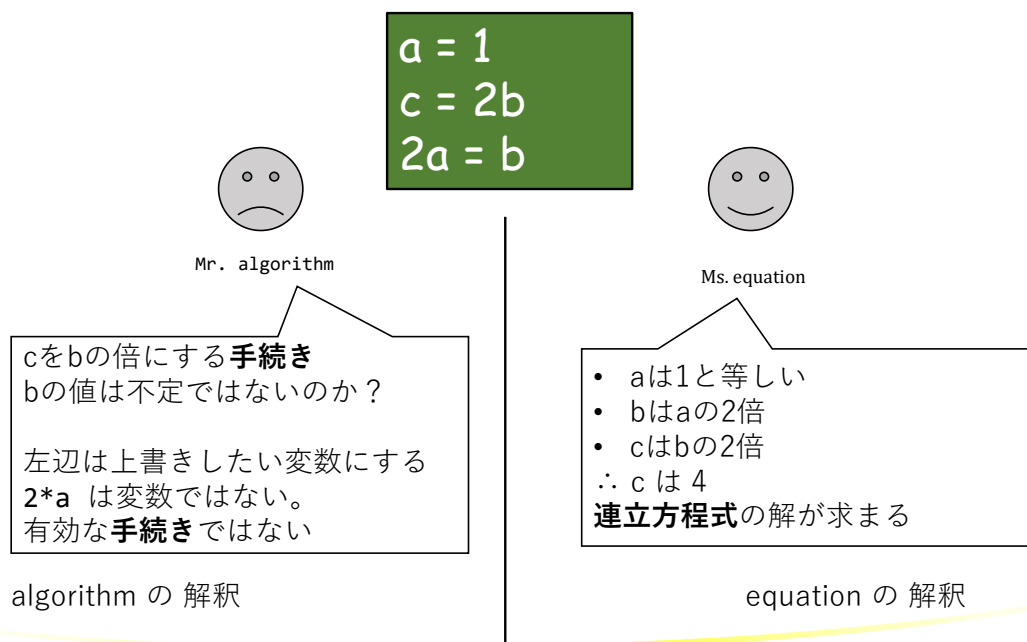 a = 1
c = 2b
2a = b
Mr. algorithm
cをbの倍にする手続き
bの値は不定ではないのか？
左辺は上書きしたい変数にする
2*a は変数ではない。
有効な手続きではない
algorithm の 解釈
Ms. equation
• aは1と等しい
• bはaの2倍
• cはbの2倍
∴ c は 4
連立方程式の解が求まる
equation の 解釈